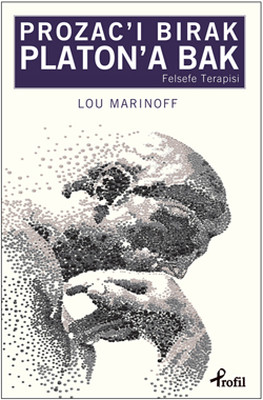 PROZAC'I BIRAK
PLATON'A BAK
Felsefe Terapisi
LOU MARINOFF
Profil